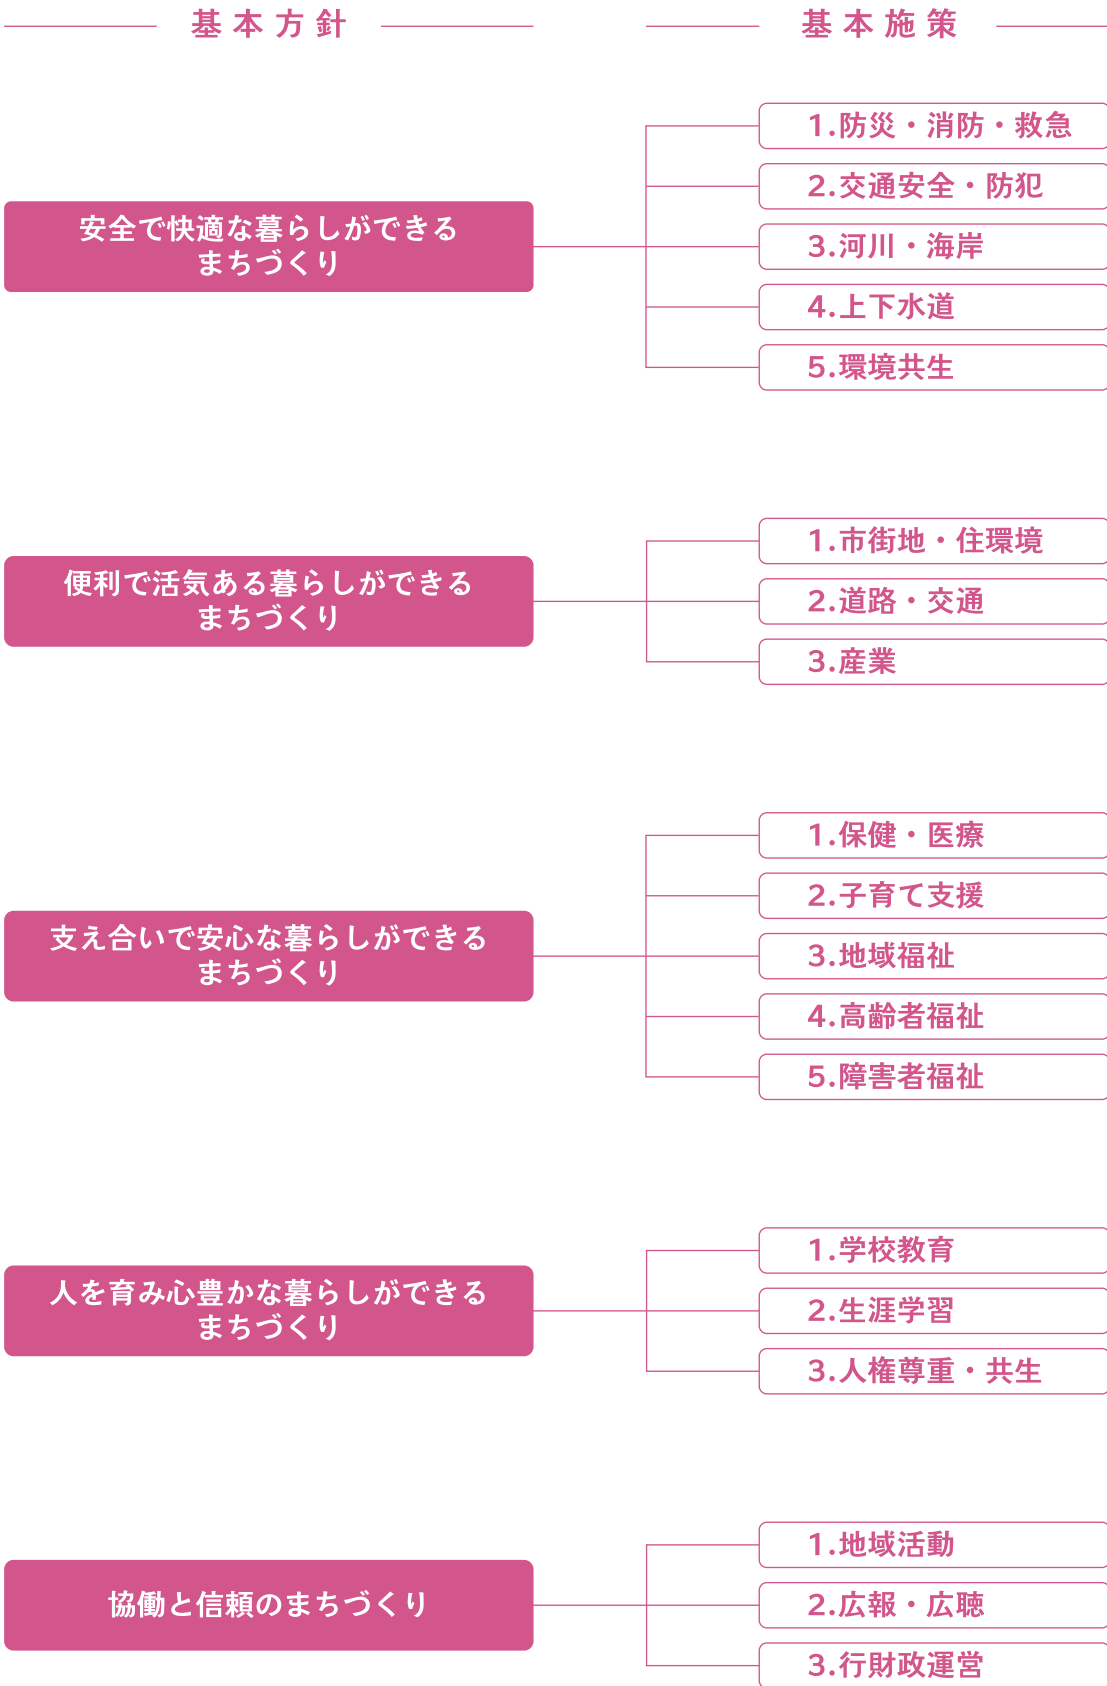 基本方針
基本施策
安全で快適な暮らしができる
まちづくり
1.防災・消防・救急
2.交通安全・防犯
3.河川・海岸
4.上下水道
5.環境共生
便利で活気ある暮らしができる
まちづくり
1.市街地・住環境
2.道路・交通
3.産業
支え合いで安心な暮らしができる
まちづくり
1.保健・医療
2.子育て支援
3.地域福祉
4.高齢者福祉
5.障害者福祉
人を育み心豊かな暮らしができる
まちづくり
1.学校教育
2.生涯学習
3.人権尊重・共生
協働と信頼のまちづくり
1.地域活動
2.広報・広聴
3.行財政運営